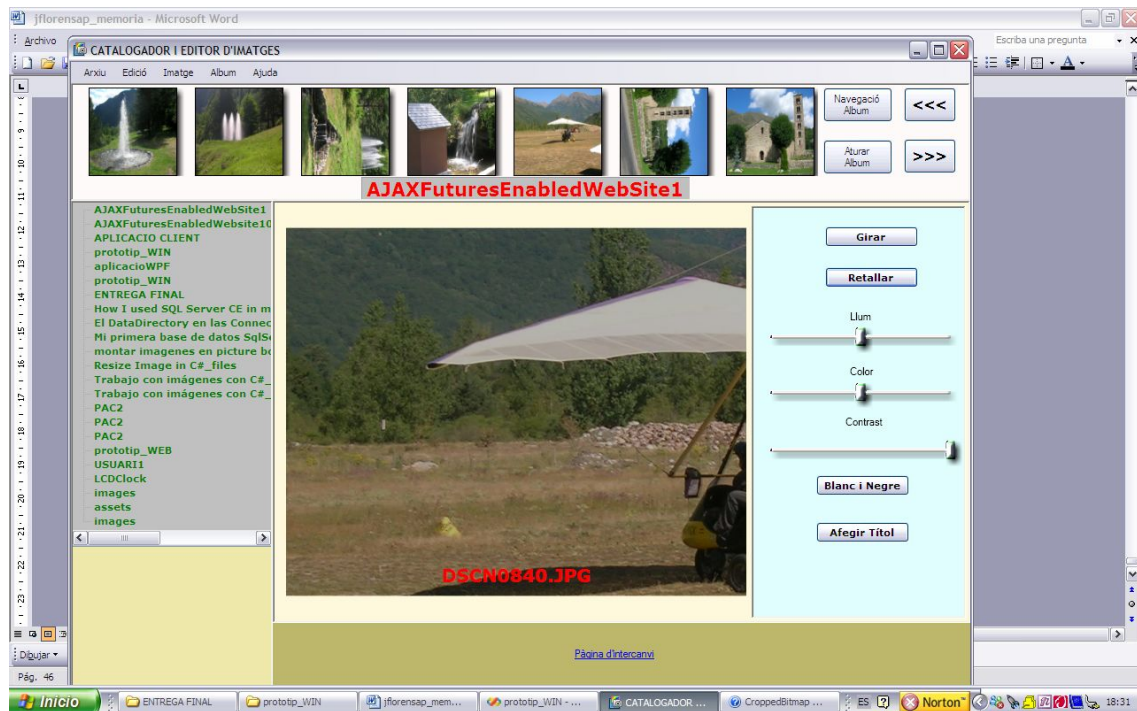 jflorensap_memoria - Microsoft Word
Archivo
Escriba una pregunta
CATALOGADOR I EDITOR D'IMATGES
Arxiu Edició Imatge Album Ajuda
Navegació Album
<<<
Aturar Album
>>>
AJAXFuturesEnabledWebSite1
AJAXFuturesEnabledWebSite1
AJAXFuturesEnabledWebsite10
APLICACIO CLIENT
prototip_WIN
aplicacioWPF
prototip_WIN
ENTREGA FINAL
How I used SQL Server CE in m
El DataDirectory en las Connec
Mi primera base de datos SqlSe
montar imagenes en picture bo
Resize Image in C#_files
Trabajo con imágenes con C#_
Trabajo con imágenes con C#_
PAC2
PAC2
PAC2
prototip_WEB
USUARI1
LCDClock
images
assets
images
DSCN0840.JPG
Girar
Retallar
Llum
Color
Contrast
Blanc i Negre
Afegir Títol
Pàgina d'intercanvi
Dibujar
Pág. 46
Inicio
ENTREGA FINAL
prototip_WIN
jflorensap_mem...
prototip_WIN - ...
CATALOGADOR ...
CroppedBitmap ...
ES
Norton™
18:31